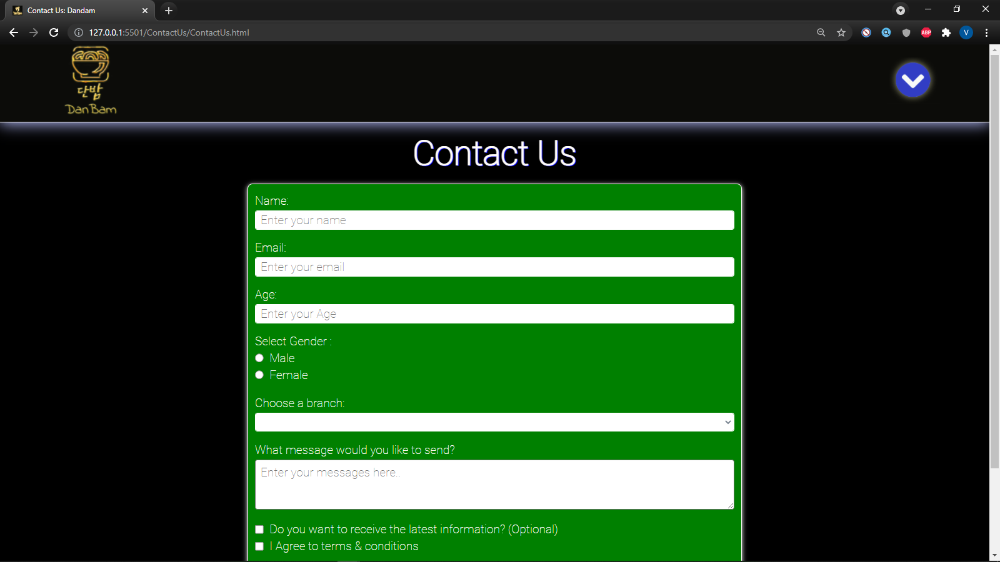 Contact Us: Dandam
127.0.0.1:5501/ContactUs/ContactUs.html
ABP
V
단밤
DanBam
Contact Us
Name:
Enter your name
Email:
Enter your email
Age:
Enter your Age
Select Gender :
Male
Female
Choose a branch:
What message would you like to send?
Enter your messages here..
Do you want to receive the latest information? (Optional)
I Agree to terms & conditions